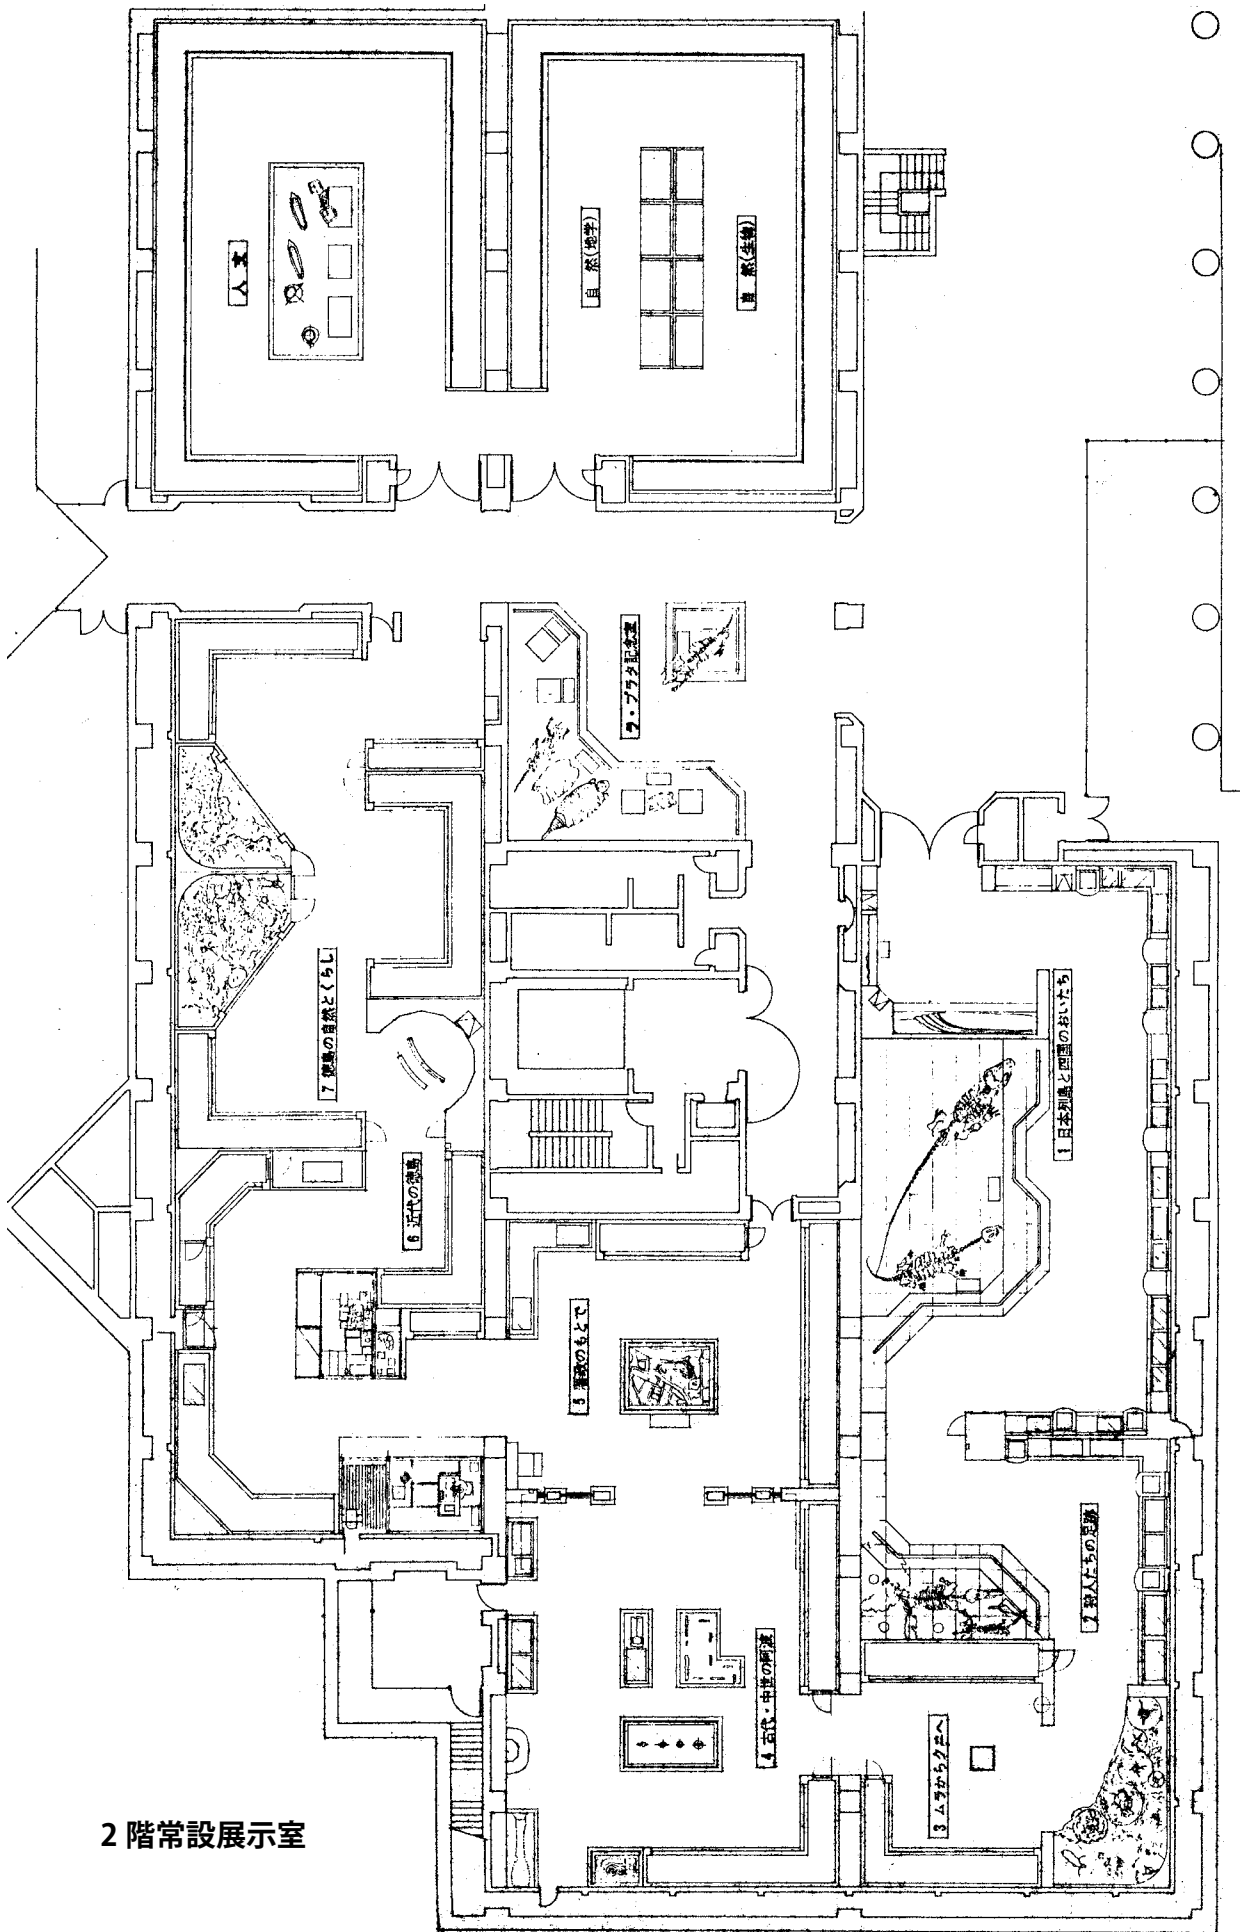 人文
自然(地学)
自然(生物)
ラ・プラタ記念室
7 徳島の自然とくらし
1 日本列島と四国のおいたち
6 近代の徳島
5 藩政のもとで
2 狩人たちの足跡
4 古代・中世の阿波
3 ムラからクニへ
2 階常設展示室